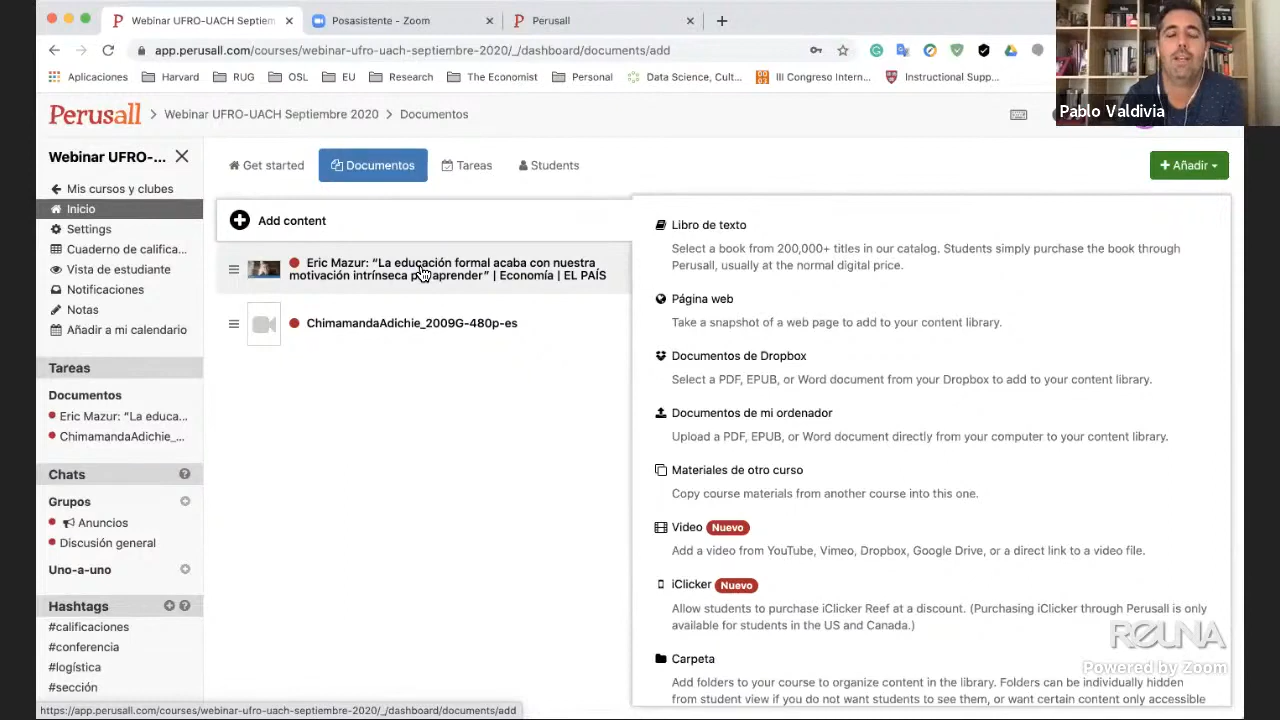 Webinar UFRO-UACH Septiem
Posasistente - Zoom
Perusall
app.perusall.com/courses/webinar-ufro-uach-septiembre-2020/_/dashboard/documents/add
Aplicaciones
Harvard
RUG
OSL
EU
Research
The Economist
Personal
Data Science, Cult...
III Congreso Intern...
Instructional Supp...
Pablo Valdivia
Perusall > Webinar UFRO-UACH Septiembre 2020 > Documentos
Webinar UFRO-...
Mis cursos y clubes
Inicio
Settings
Cuaderno de califica...
Vista de estudiante
Notificaciones
Notas
Añadir a mi calendario
Tareas
Documentos
Eric Mazur: “La educa...
ChimamandaAdichie_...
Chats
Grupos
Anuncios
Discusión general
Uno-a-uno
Hashtags
#calificaciones
#conferencia
#logística
#sección
Get started
Documentos
Tareas
Students
+ Añadir
Add content
Eric Mazur: “La educación formal acaba con nuestra
motivación intrínseca por aprender” | Economía | EL PAÍS
ChimamandaAdichie_2009G-480p-es
Libro de texto
Select a book from 200,000+ titles in our catalog. Students simply purchase the book through
Perusall, usually at the normal digital price.
Página web
Take a snapshot of a web page to add to your content library.
Documentos de Dropbox
Select a PDF, EPUB, or Word document from your Dropbox to add to your content library.
Documentos de mi ordenador
Upload a PDF, EPUB, or Word document directly from your computer to your content library.
Materiales de otro curso
Copy course materials from another course into this one.
Video Nuevo
Add a video from YouTube, Vimeo, Dropbox, Google Drive, or a direct link to a video file.
iClicker Nuevo
Allow students to purchase iClicker Reef at a discount. (Purchasing iClicker through Perusall is only
available for students in the US and Canada.)
Carpeta
Add folders to your course to organize content in the library. Folders can be individually hidden
from student view if you do not want students to see them, or want certain content only accessible
REUNA
Powered by Zoom
https://app.perusall.com/courses/webinar-ufro-uach-septiembre-2020/_/dashboard/documents/add